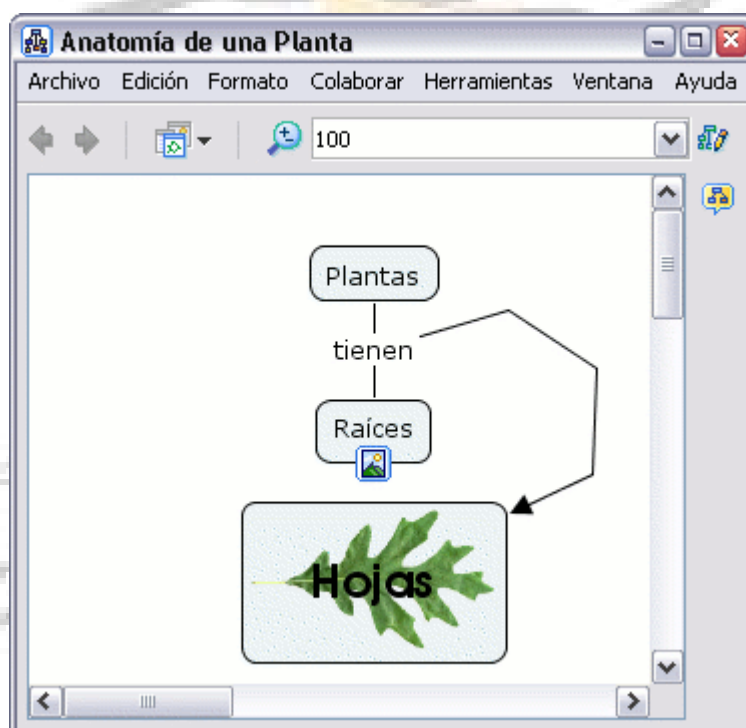 Anatomía de una Planta
Archivo Edición Formato Colaborar Herramientas Ventana Ayuda
100
Plantas
tienen
Raíces
Hojas